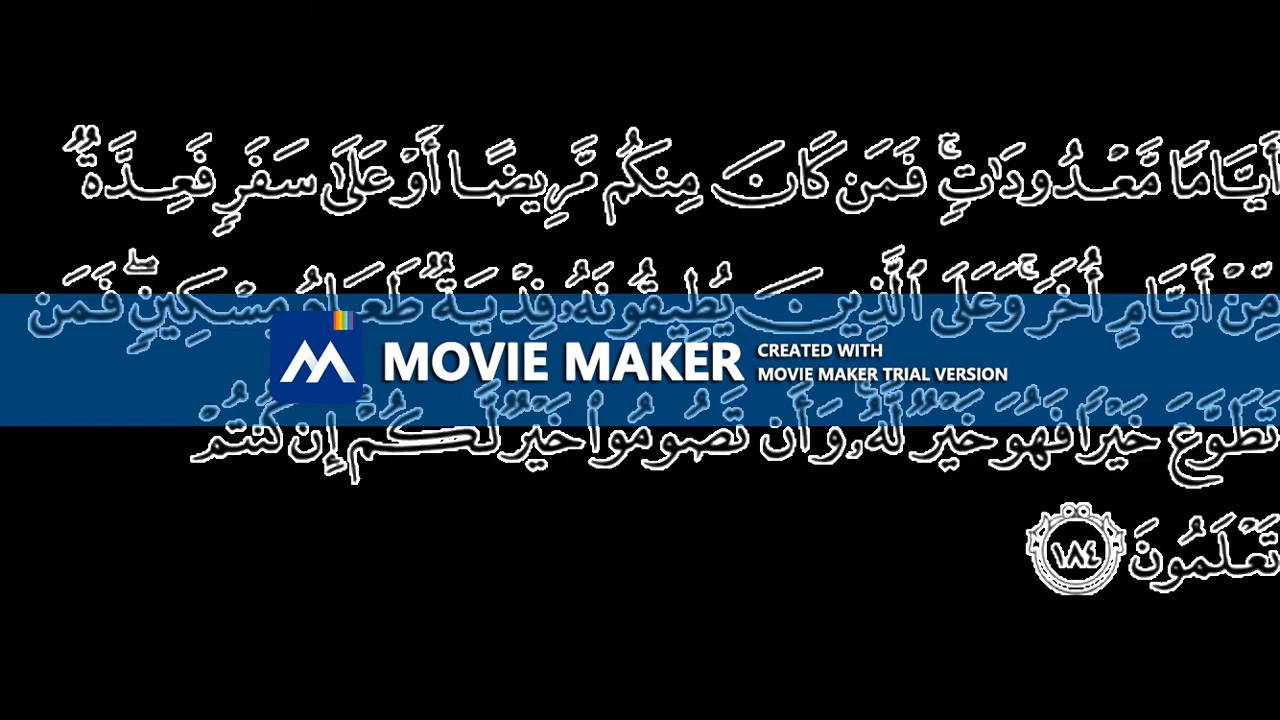 أَيَّامًا مَّعْدُودَٰتٍۚ فَمَن كَانَ مِنكُم مَّرِيضًا أَوْ عَلَىٰ سَفَرٍ فَعِدَّةٌ
مِّنْ أَيَّامٍ أُخَرَۚ وَعَلَى ٱلَّذِينَ يُطِيقُونَهُۥ فِدْيَةٌ طَعَامُ مِسْكِينٍۖ فَمَن
MOVIE MAKER
CREATED WITH
MOVIE MAKER TRIAL VERSION
تَطَوَّعَ خَيْرًا فَهُوَ خَيْرٌ لَّهُۥۚ وَأَن تَصُومُوا۟ خَيْرٌ لَّكُمْۖ إِن كُنتُمْ
تَعْلَمُونَ ١٨٤